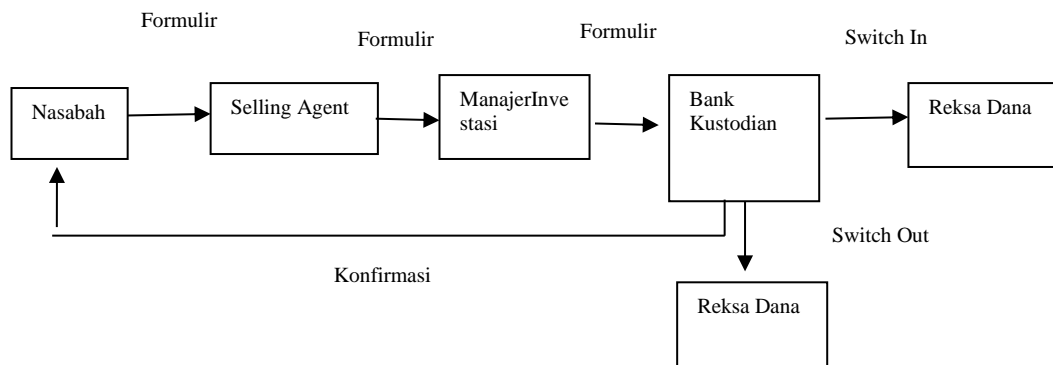 Formulir
Formulir
Formulir
Switch In
Nasabah
Selling Agent
ManajerInve
stasi
Bank
Kustodian
Reksa Dana
Switch Out
Konfirmasi
Reksa Dana